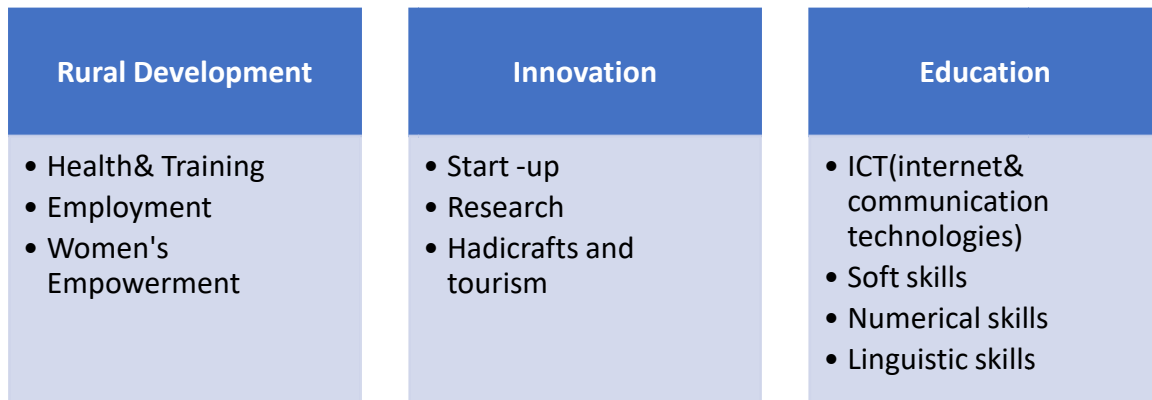 Rural Development
• Health& Training
• Employment
• Women's
Empowerment
Innovation
• Start -up
• Research
• Hadicrafts and
tourism
Education
• ICT(internet&
communication
technologies)
• Soft skills
• Numerical skills
• Linguistic skills